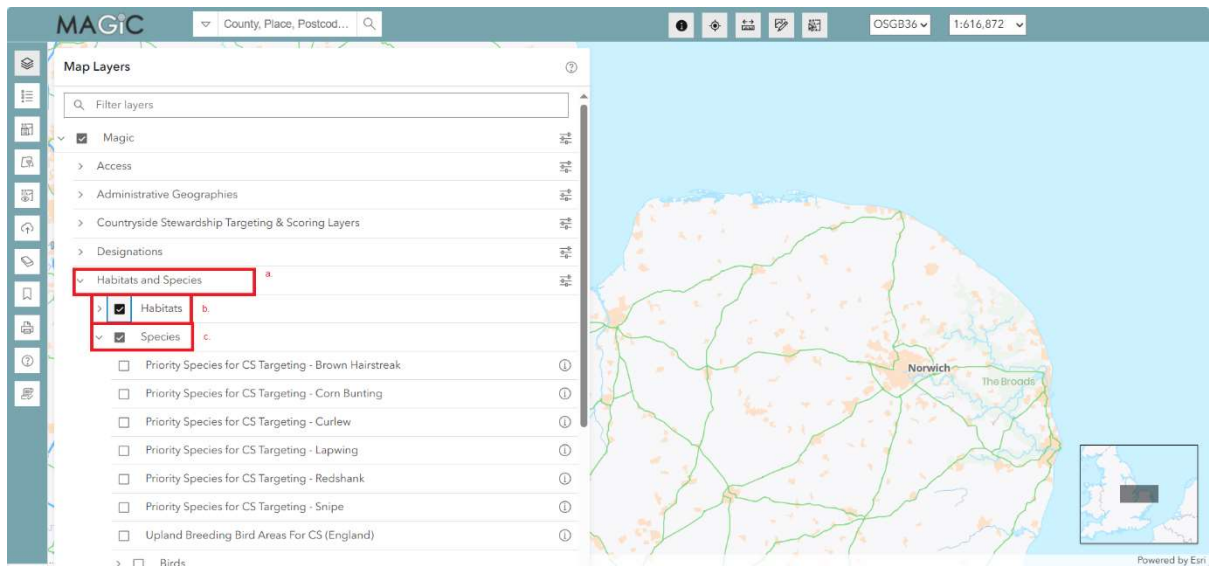 MAGiC
County, Place, Postcod...
OSGB36
1:616,872
Map Layers
Filter layers
Magic
Access
Administrative Geographies
Countryside Stewardship Targeting & Scoring Layers
Designations
Habitats and Species
a.
Habitats
b.
Species
c.
Priority Species for CS Targeting - Brown Hairstreak
Priority Species for CS Targeting - Corn Bunting
Priority Species for CS Targeting - Curlew
Priority Species for CS Targeting - Lapwing
Priority Species for CS Targeting - Redshank
Priority Species for CS Targeting - Snipe
Upland Breeding Bird Areas For CS (England)
Birds
Norwich
The Broads
Powered by Esri